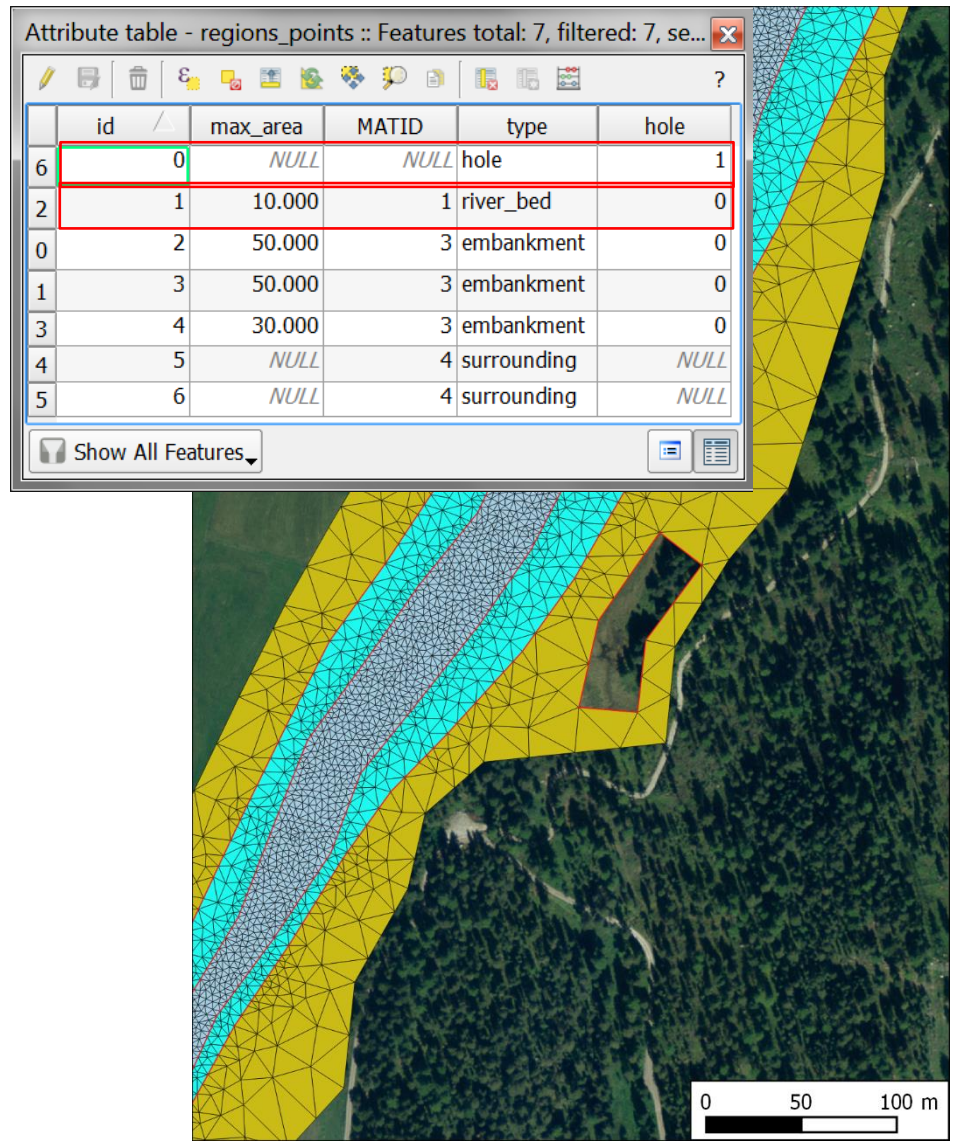 Attribute table - regions_points :: Features total: 7, filtered: 7, se...
ε ?
id max_area MATID type hole
6 0 NULL NULL hole 1
2 1 10.000 1 river_bed 0
0 2 50.000 3 embankment 0
1 3 50.000 3 embankment 0
3 4 30.000 3 embankment 0
4 5 NULL 4 surrounding NULL
5 6 NULL 4 surrounding NULL
Show All Features
0 50 100 m